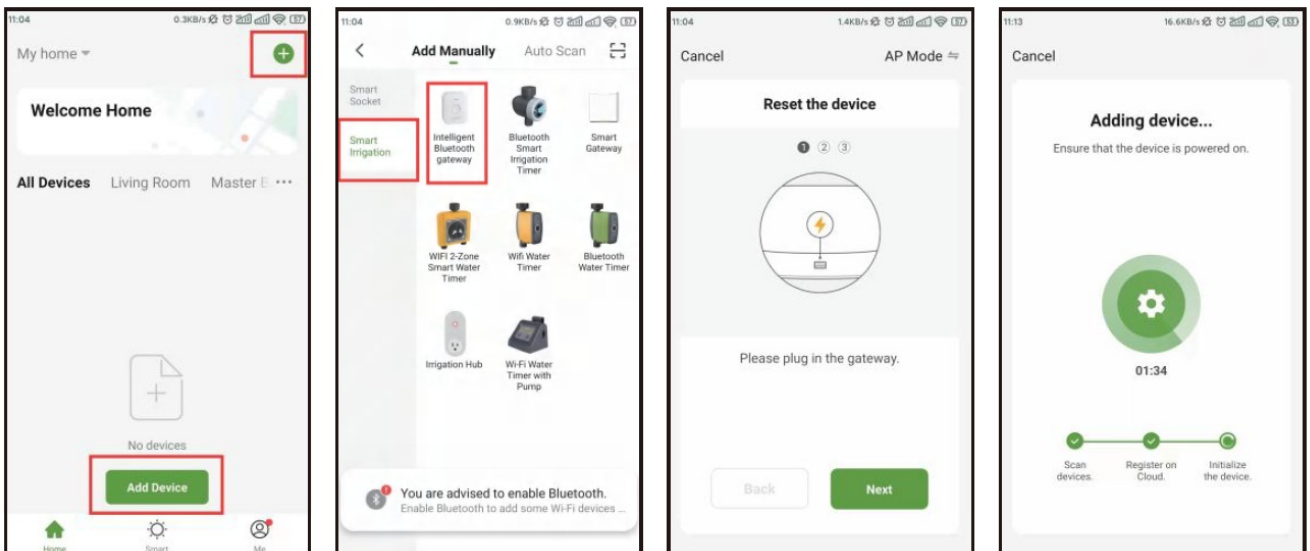 11:04
0.3KB/s
57
My home
Welcome Home
All Devices
Living Room
Master
No devices
Add Device
Home
Smart
Me
11:04
0.9KB/s
57
Add Manually
Auto Scan
Smart
Socket
Smart
Irrigation
Intelligent
Bluetooth
gateway
Bluetooth
Smart
Irrigation
Timer
Smart
Gateway
WIFI 2-Zone
Smart Water
Timer
Wifi Water
Timer
Bluetooth
Water Timer
Irrigation Hub
Wi-Fi Water
Timer with
Pump
You are advised to enable Bluetooth.
Enable Bluetooth to add some Wi-Fi devices ...
11:04
1.4KB/s
57
Cancel
AP Mode
Reset the device
1 2 3
Please plug in the gateway.
Back
Next
11:13
16.6KB/s
55
Cancel
Adding device...
Ensure that the device is powered on.
01:34
Scan
devices.
Register on
Cloud.
Initialize
the device.